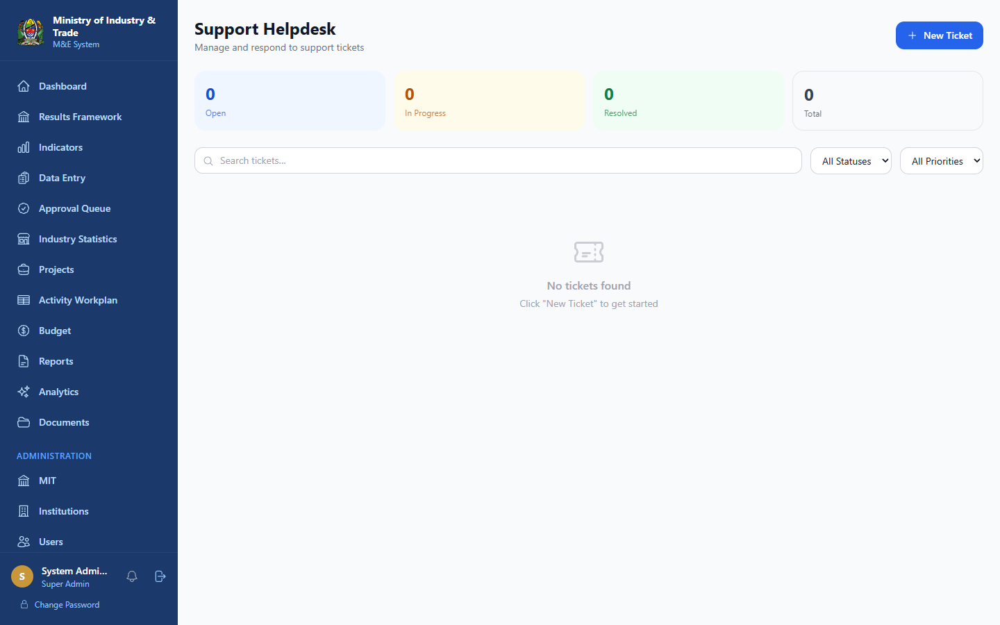 Ministry of Industry &
Trade
M&E System
Dashboard
Results Framework
Indicators
Data Entry
Approval Queue
Industry Statistics
Projects
Activity Workplan
Budget
Reports
Analytics
Documents
ADMINISTRATION
MIT
Institutions
Users
S
System Admi...
Super Admin
Change Password
Support Helpdesk
Manage and respond to support tickets
New Ticket
0
Open
0
In Progress
0
Resolved
0
Total
Search tickets...
All Statuses
All Priorities
No tickets found
Click "New Ticket" to get started